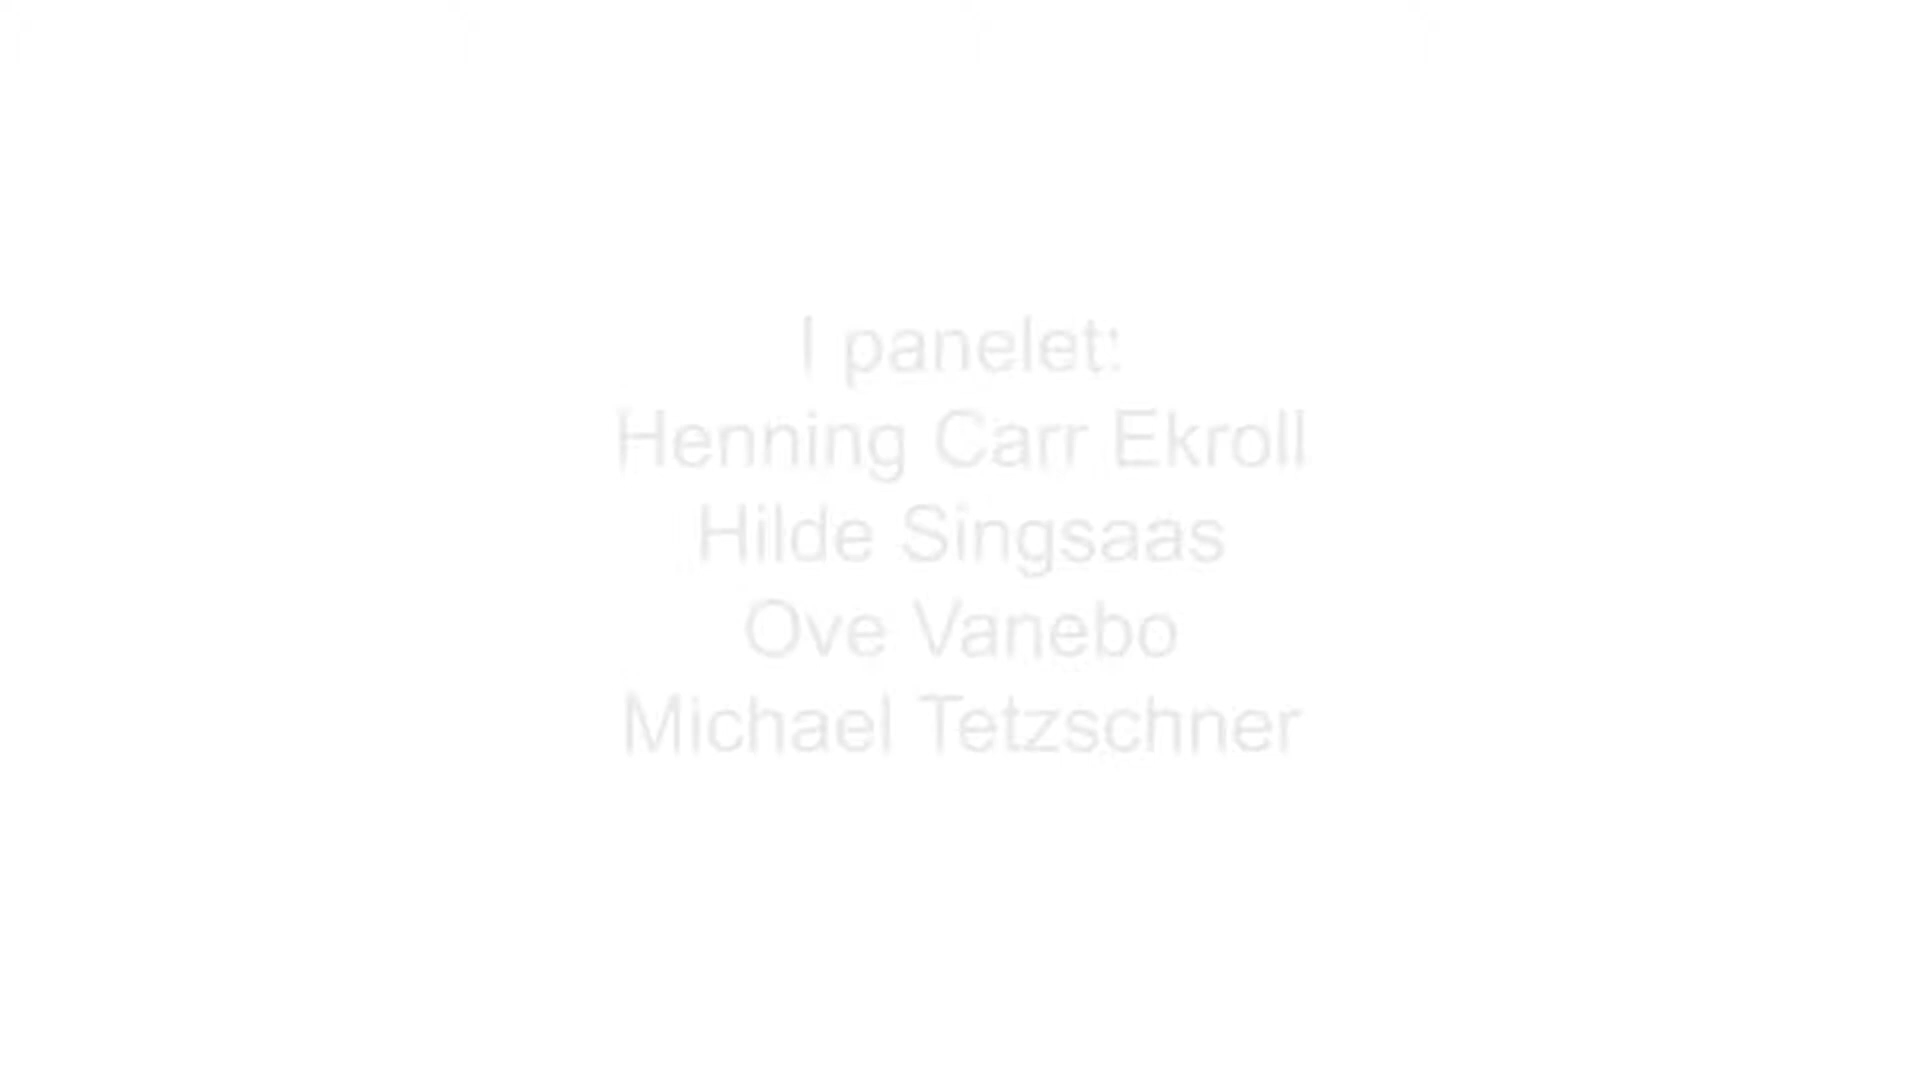 I panelet:
Henning Carr Ekroll
Hilde Singsaas
Ove Vanebo
Michael Tetzschner